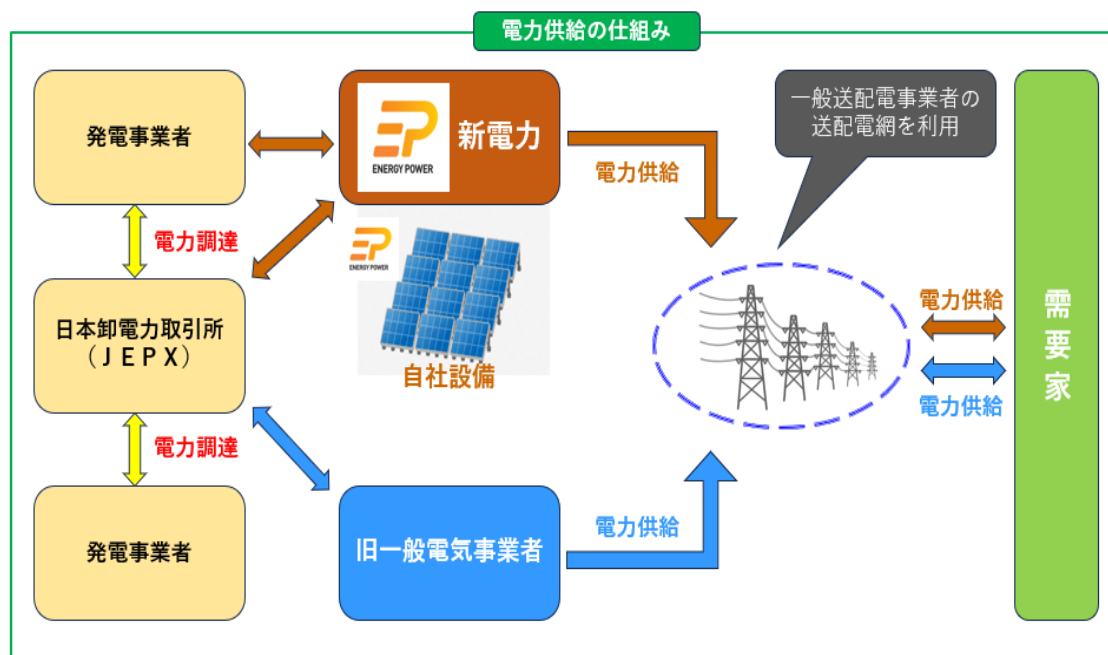 電力供給の仕組み
発電事業者
EP
ENERGY POWER
新電力
電力供給
一般送配電事業者の
送配電網を利用
電力調達
EP
ENERGY POWER
自社設備
日本卸電力取引所
（ＪＥＰＸ）
電力供給
電力供給
需要家
電力調達
発電事業者
旧一般電気事業者
電力供給